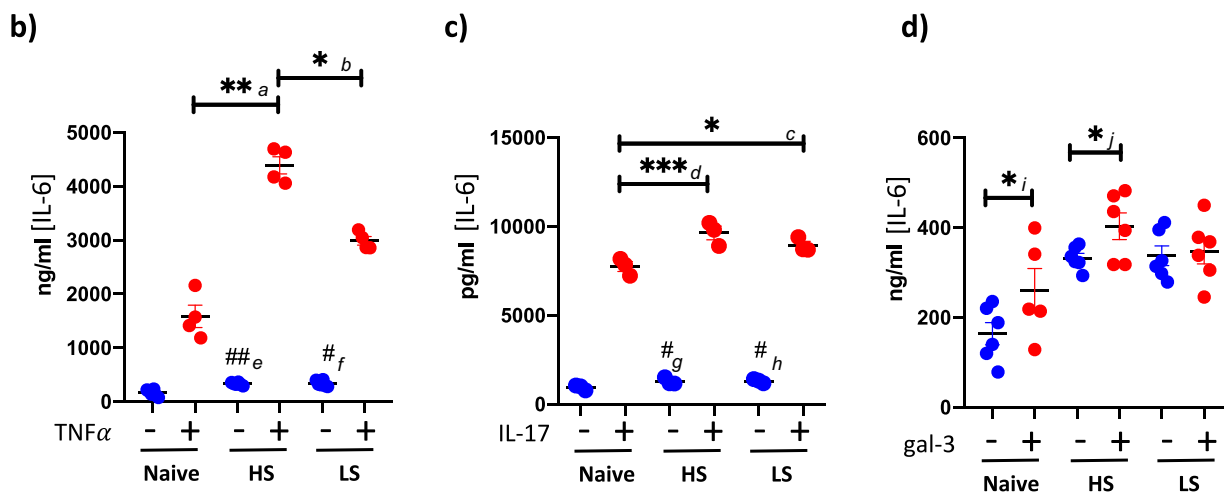 b)
** a
* b
ng/ml [IL-6]
5000
4000
3000
2000
1000
0
## e
# f
TNFα - + - + - +
Naive HS LS
c)
* c
*** d
pg/ml [IL-6]
15000
10000
5000
0
# g
# h
IL-17 - + - + - +
Naive HS LS
d)
* i
* j
ng/ml [IL-6]
600
400
200
0
gal-3 - + - + - +
Naive HS LS